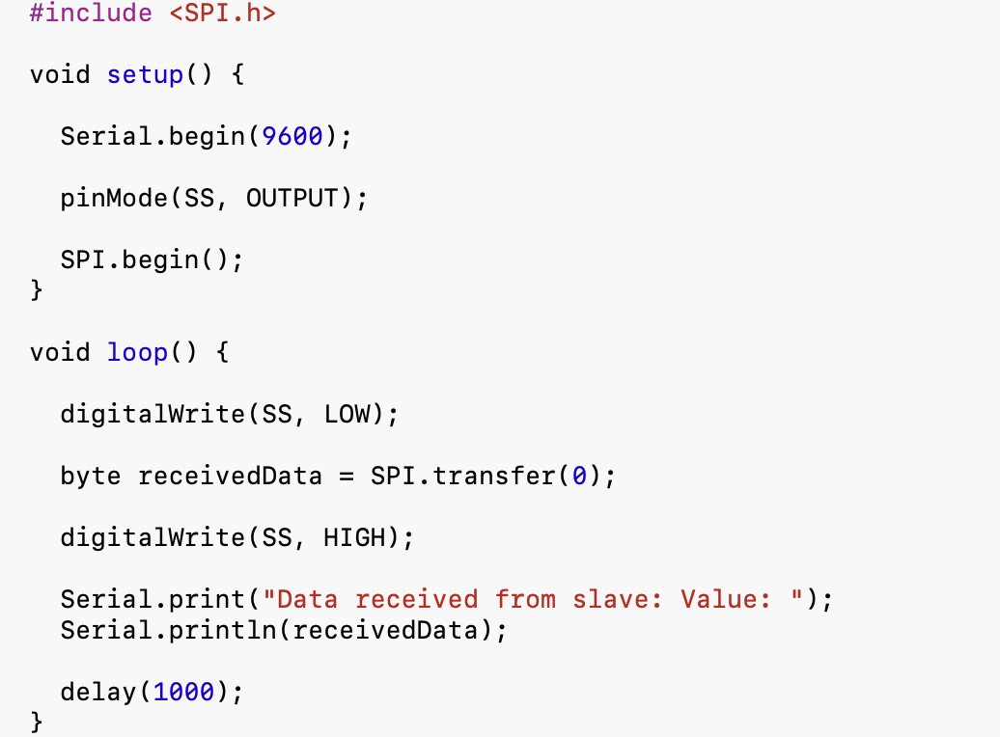 #include <SPI.h>
void setup() {
Serial.begin(9600);
pinMode(SS, OUTPUT);
SPI.begin();
}
void loop() {
digitalWrite(SS, LOW);
byte receivedData = SPI.transfer(0);
digitalWrite(SS, HIGH);
Serial.print("Data received from slave: Value: ");
Serial.println(receivedData);
delay(1000);
}